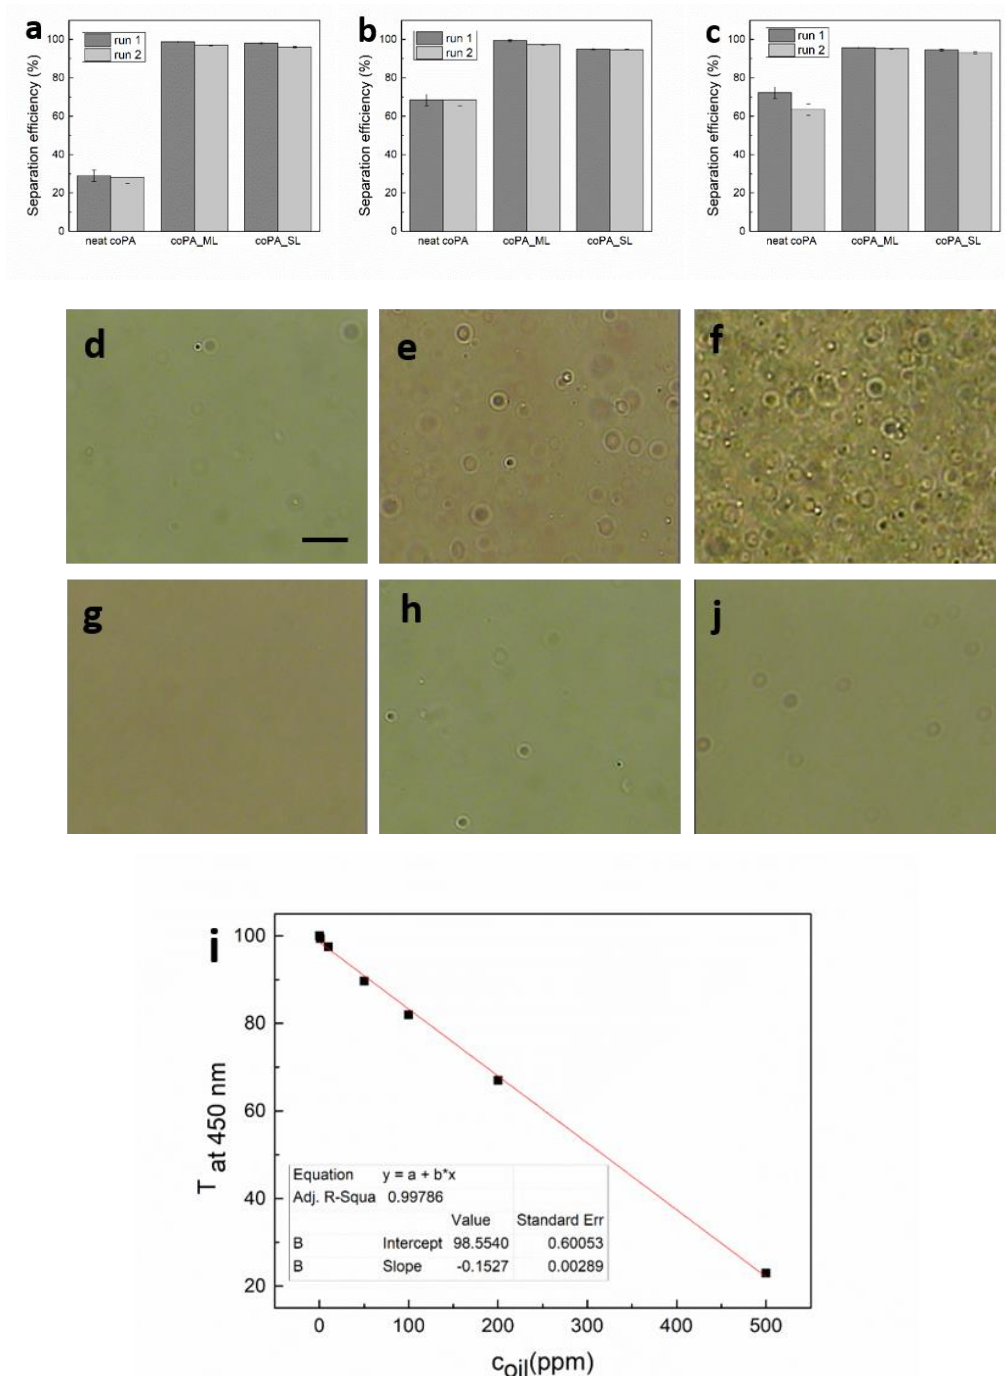 a
run 1
run 2
Separation efficiency (%)
100
80
60
40
20
0
neat coPA
coPA_ML
coPA_SL
b
run 1
run 2
Separation efficiency (%)
100
80
60
40
20
0
neat coPA
coPA_ML
coPA_SL
c
run 1
run 2
Separation efficiency (%)
100
80
60
40
20
0
neat coPA
coPA_ML
coPA_SL
d
e
f
g
h
j
i
T at 450 nm
100
80
60
40
20
Equation y = a + b*x
Adj. R-Squa 0.99786
Value Standard Err
B Intercept 98.5540 0.60053
B Slope -0.1527 0.00289
0 100 200 300 400 500
coil(ppm)